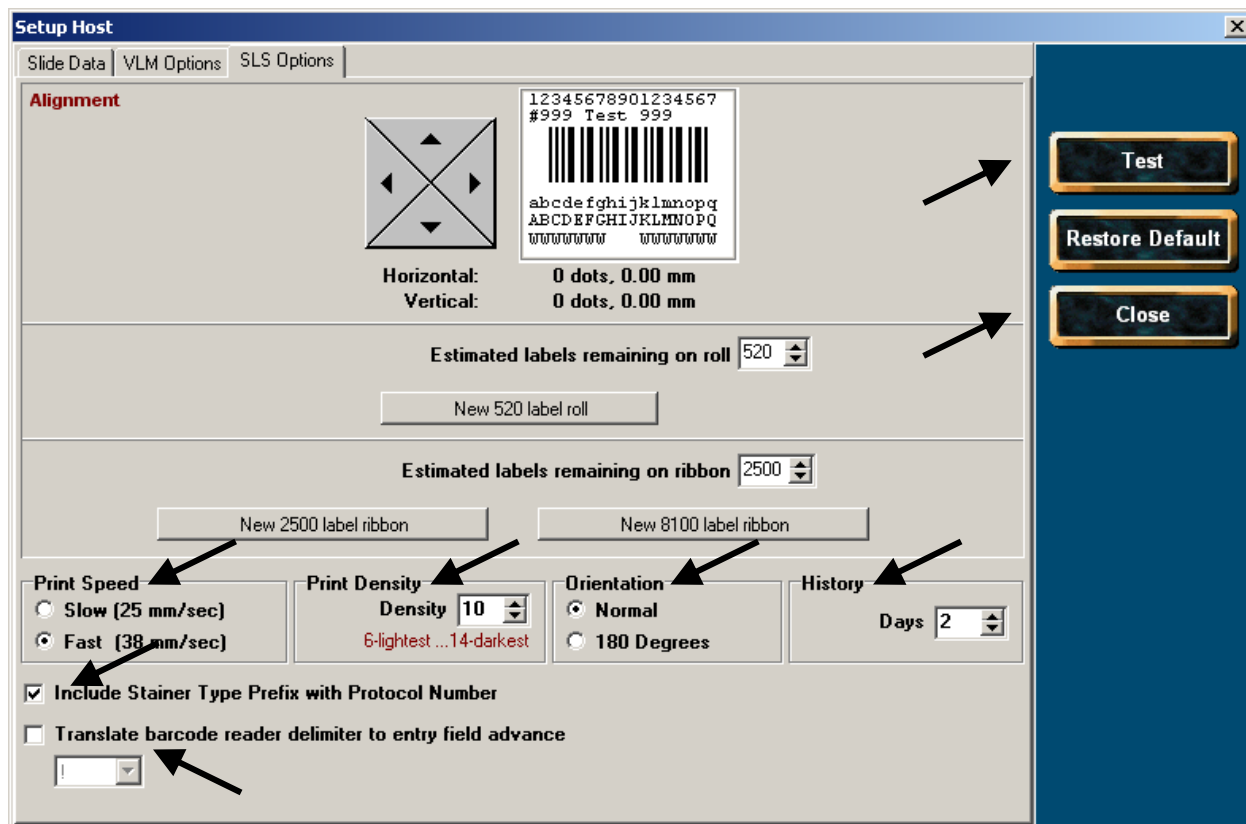 Setup Host
Slide Data VLM Options SLS Options
Alignment
12345678901234567
#999 Test 999
abcdefghijklmnopq
ABCDEFGHIJKLMNOPQ
WWWWWWW WWWWWWW
Horizontal: 0 dots, 0.00 mm
Vertical: 0 dots, 0.00 mm
Estimated labels remaining on roll 520
New 520 label roll
Estimated labels remaining on ribbon 2500
New 2500 label ribbon New 8100 label ribbon
Print Speed
Slow (25 mm/sec)
Fast (38 mm/sec)
Print Density
Density 10
6-lightest ...14-darkest
Orientation
Normal
180 Degrees
History
Days 2
Include Stainer Type Prefix with Protocol Number
Translate barcode reader delimiter to entry field advance
!
Test
Restore Default
Close